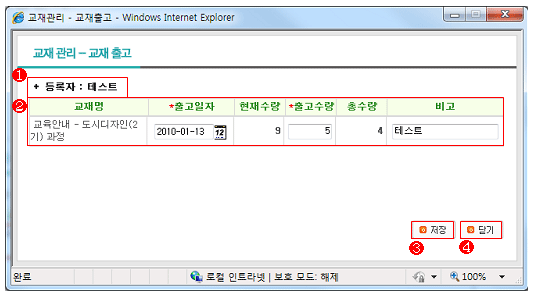 교재관리 - 교재출고 - Windows Internet Explorer
교재 관리 - 교재 출고
1
+ 등록자 : 테스트
2
교재명 *출고일자 현재수량 *출고수량 총수량 비고
교육안내 - 도시디자인(2
기) 과정
2010-01-13 12 9 5 4 테스트
저장 닫기
3 4
완료 로컬 인트라넷 | 보호 모드: 해제 100%